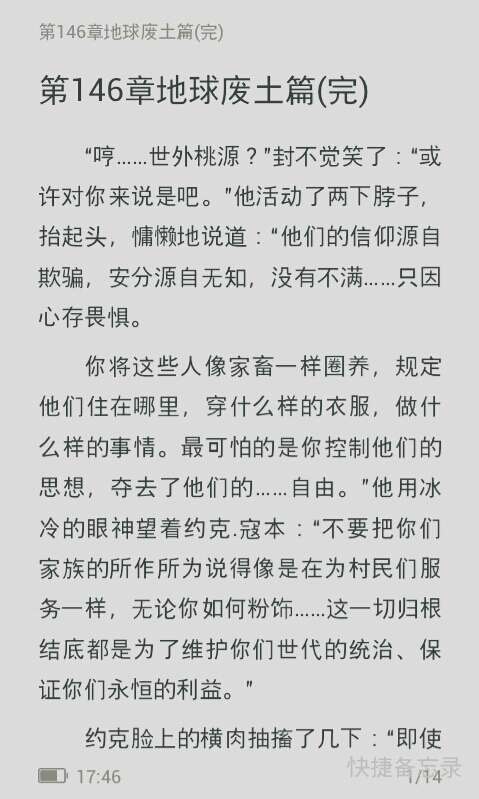 第146章地球废土篇(完)
第146章地球废土篇(完)
“哼……世外桃源？”封不觉笑了：“或
许对你来说是吧。”他活动了两下脖子，
抬起头，慵懒地说道：“他们的信仰源自
欺骗，安分源自无知，没有不满……只因
心存畏惧。
你将这些人像家畜一样圈养，规定
他们住在哪里，穿什么样的衣服，做什
么样的事情。最可怕的是你控制他们的
思想，夺去了他们的……自由。”他用冰
冷的眼神望着约克.寇本：“不要把你们
家族的所作所为说得像是在为村民们服
务一样，无论你如何粉饰……这一切归根
结底都是为了维护你们世代的统治、保
证你们永恒的利益。”
约克脸上的横肉抽搐了几下：“即使
17:46
1/14
快捷备忘录